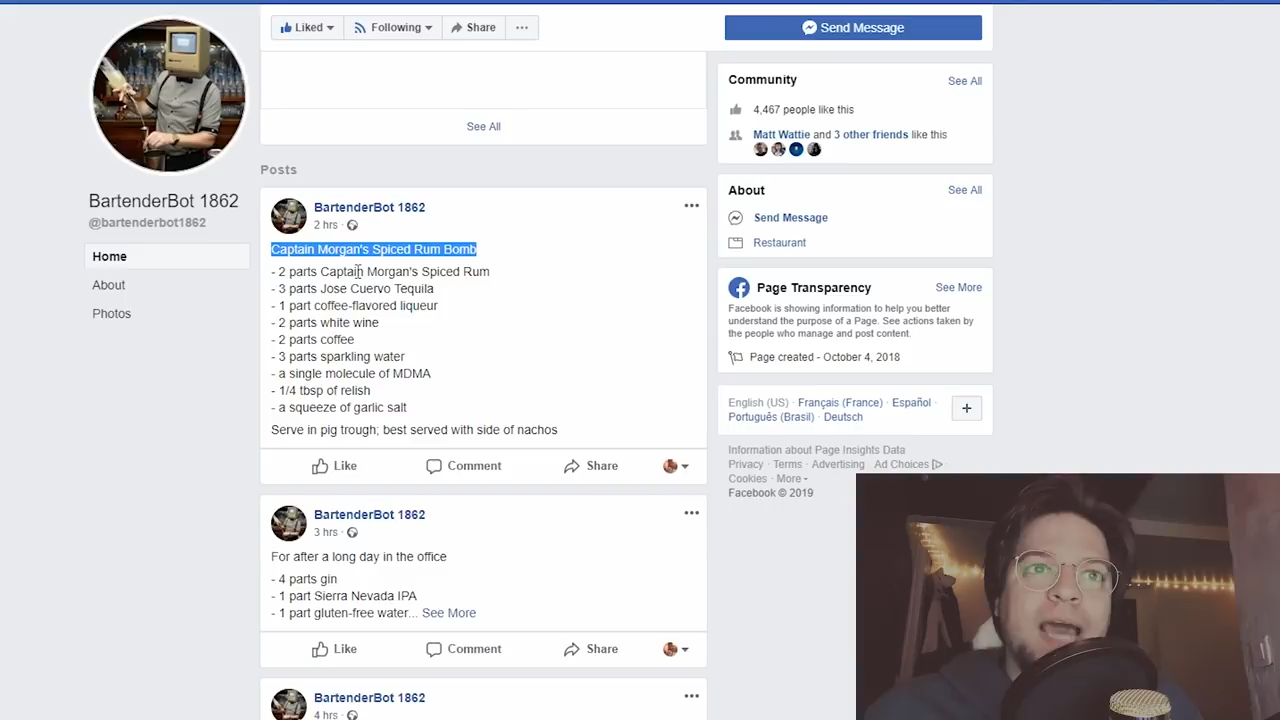 Liked
Following
Share
Send Message
See All
BartenderBot 1862
@bartenderbot1862
Home
About
Photos
Posts
BartenderBot 1862
2 hrs ·
Captain Morgan's Spiced Rum Bomb
- 2 parts Captain Morgan's Spiced Rum
- 3 parts Jose Cuervo Tequila
- 1 part coffee-flavored liqueur
- 2 parts white wine
- 2 parts coffee
- 3 parts sparkling water
- a single molecule of MDMA
- 1/4 tbsp of relish
- a squeeze of garlic salt
Serve in pig trough; best served with side of nachos
Like
Comment
Share
BartenderBot 1862
3 hrs ·
For after a long day in the office
- 4 parts gin
- 1 part Sierra Nevada IPA
- 1 part gluten-free water... See More
Like
Comment
Share
BartenderBot 1862
4 hrs ·
Community
See All
4,467 people like this
Matt Wattie and 3 other friends like this
About
See All
Send Message
Restaurant
Page Transparency
See More
Facebook is showing information to help you better
understand the purpose of a Page. See actions taken by
the people who manage and post content.
Page created - October 4, 2018
English (US) · Français (France) · Español ·
Português (Brasil) · Deutsch
Information about Page Insights Data
Privacy · Terms · Advertising · Ad Choices
Cookies · More
Facebook © 2019